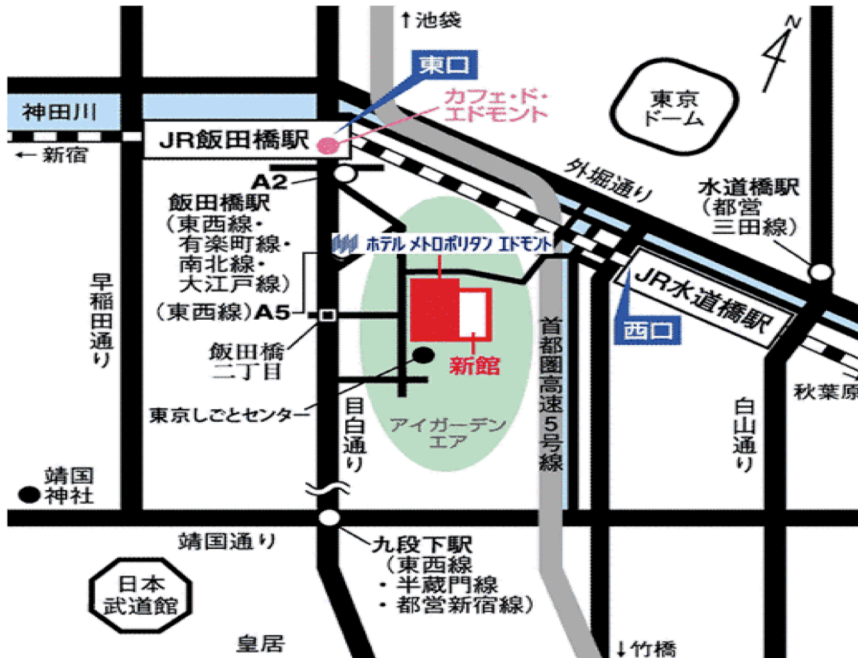 ↑池袋
N
東口
カフェ・ド・
エドモント
東京
ドーム
神田川
JR飯田橋駅
←新宿
外堀通り
A2
飯田橋駅
(東西線・
有楽町線・
南北線・
大江戸線)
水道橋駅
(都営
三田線)
ホテル メトロポリタン エドモント
早稲田通り
(東西線)A5
JR水道橋駅
西口
飯田橋
二丁目
新館
首都圏高速5号線
秋葉原
→
東京しごとセンター
目白通り
アイガーデン
エア
白山通り
靖国
神社
靖国通り
九段下駅
(東西線
・半蔵門線
・都営新宿線)
日本
武道館
皇居
↓竹橋